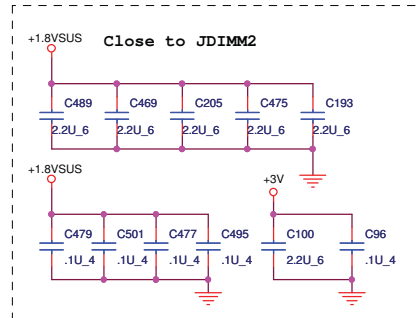 +1.8VSUS Close to JDIMM2
C489 C469 C205 C475 C193
2.2U_6 2.2U_6 2.2U_6 2.2U_6 2.2U_6
+1.8VSUS +3V
C479 C501 C477 C495 C100 C96
.1U_4 .1U_4 .1U_4 .1U_4 2.2U_6 .1U_4